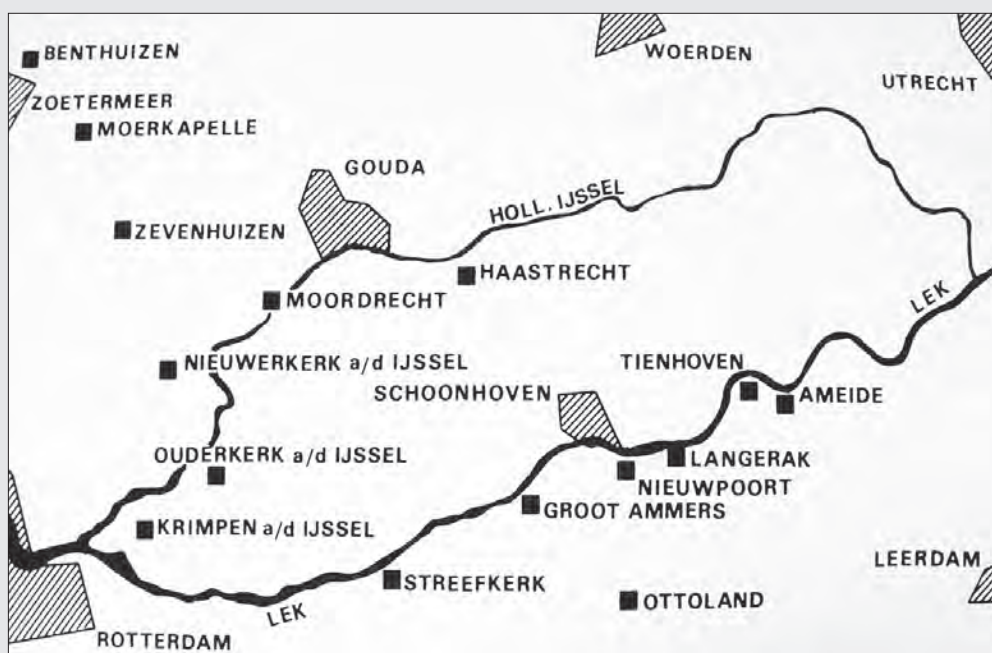 BENTHUIZEN
WOERDEN
UTRECHT
ZOETERMEER
MOERKAPELLE
GOUDA
HOLL. IJSSEL
ZEVENHUIZEN
HAASTRECHT
MOORDRECHT
LEK
NIEUWERKERK a/d IJSSEL
TIENHOVEN
SCHOONHOVEN
AMEIDE
OUDERKERK a/d IJSSEL
LANGERAK
NIEUWPOORT
GROOT AMMERS
KRIMPEN a/d IJSSEL
LEERDAM
STREEFKERK
OTTOLAND
LEK
ROTTERDAM